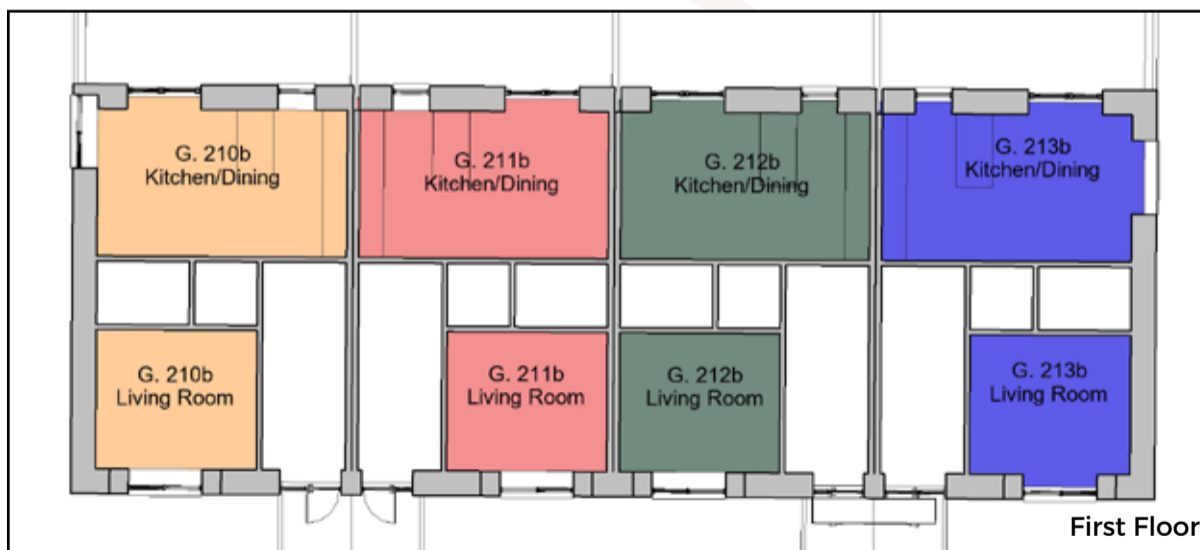 G. 210b
Kitchen/Dining
G. 211b
Kitchen/Dining
G. 212b
Kitchen/Dining
G. 213b
Kitchen/Dining
G. 210b
Living Room
G. 211b
Living Room
G. 212b
Living Room
G. 213b
Living Room
First Floor